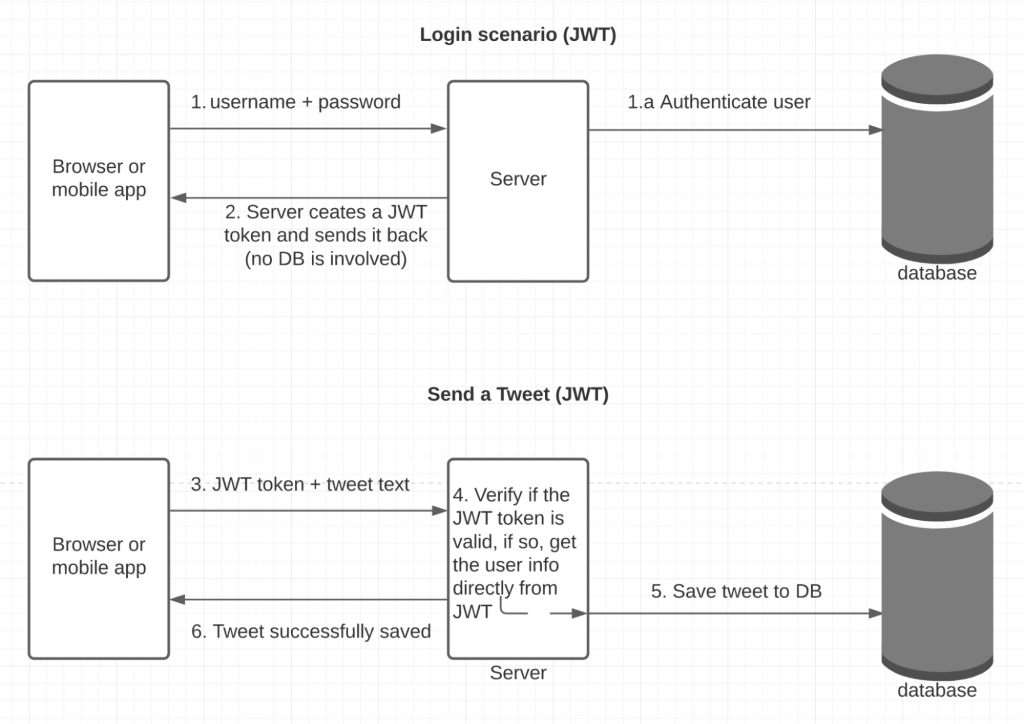 Login scenario (JWT)
1. username + password
1.a Authenticate user
Browser or
mobile app
Server
2. Server ceates a JWT
token and sends it back
(no DB is involved)
database
Send a Tweet (JWT)
3. JWT token + tweet text
Browser or
mobile app
4. Verify if the
JWT token is
valid, if so, get
the user info
directly from
JWT
5. Save tweet to DB
6. Tweet successfully saved
Server
database